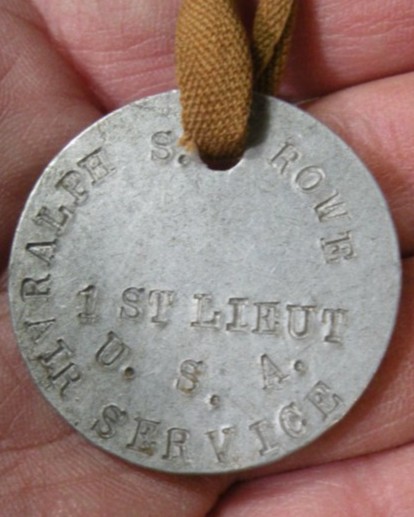 RALPH S. ROWE
1 ST LIEUT
U. S. A.
AIR SERVICE